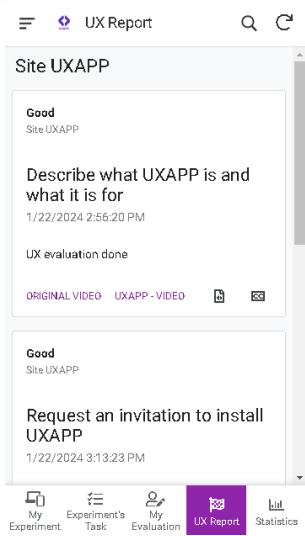 UX Report
Site UXAPP
Good
Site UXAPP
Describe what UXAPP is and
what it is for
1/22/2024 2:56:20 PM
UX evaluation done
ORIGINAL VIDEO UXAPP - VIDEO
Good
Site UXAPP
Request an invitation to install
UXAPP
1/22/2024 3:13:23 PM
My
Experiment
Experiment's
Task
My
Evaluation
UX Report
Statistics